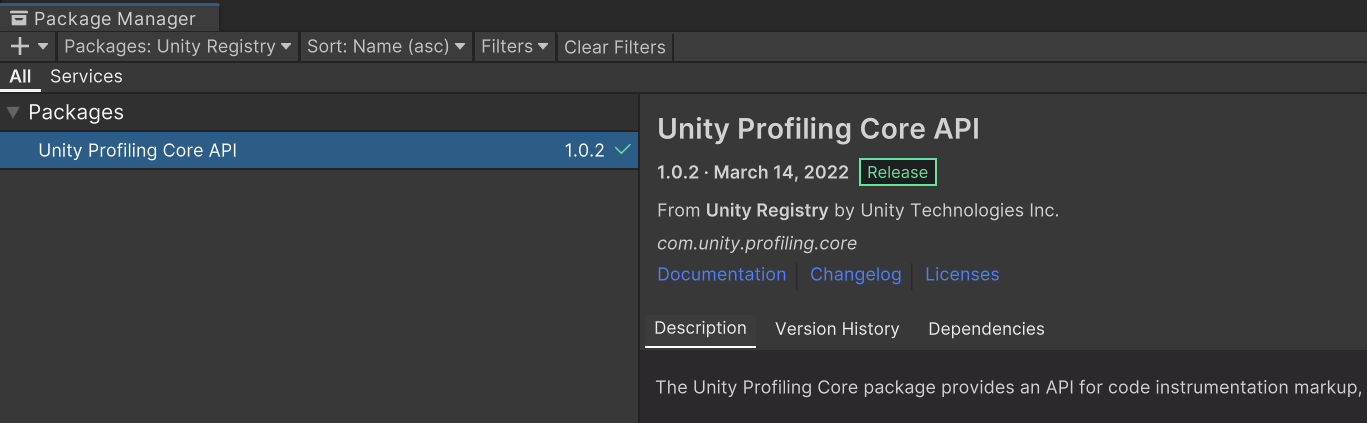 Package Manager
Packages: Unity Registry Sort: Name (asc) Filters Clear Filters
All Services
Packages
Unity Profiling Core API 1.0.2
Unity Profiling Core API
1.0.2 · March 14, 2022 Release
From Unity Registry by Unity Technologies Inc.
com.unity.profiling.core
Documentation Changelog Licenses
Description Version History Dependencies
The Unity Profiling Core package provides an API for code instrumentation markup,